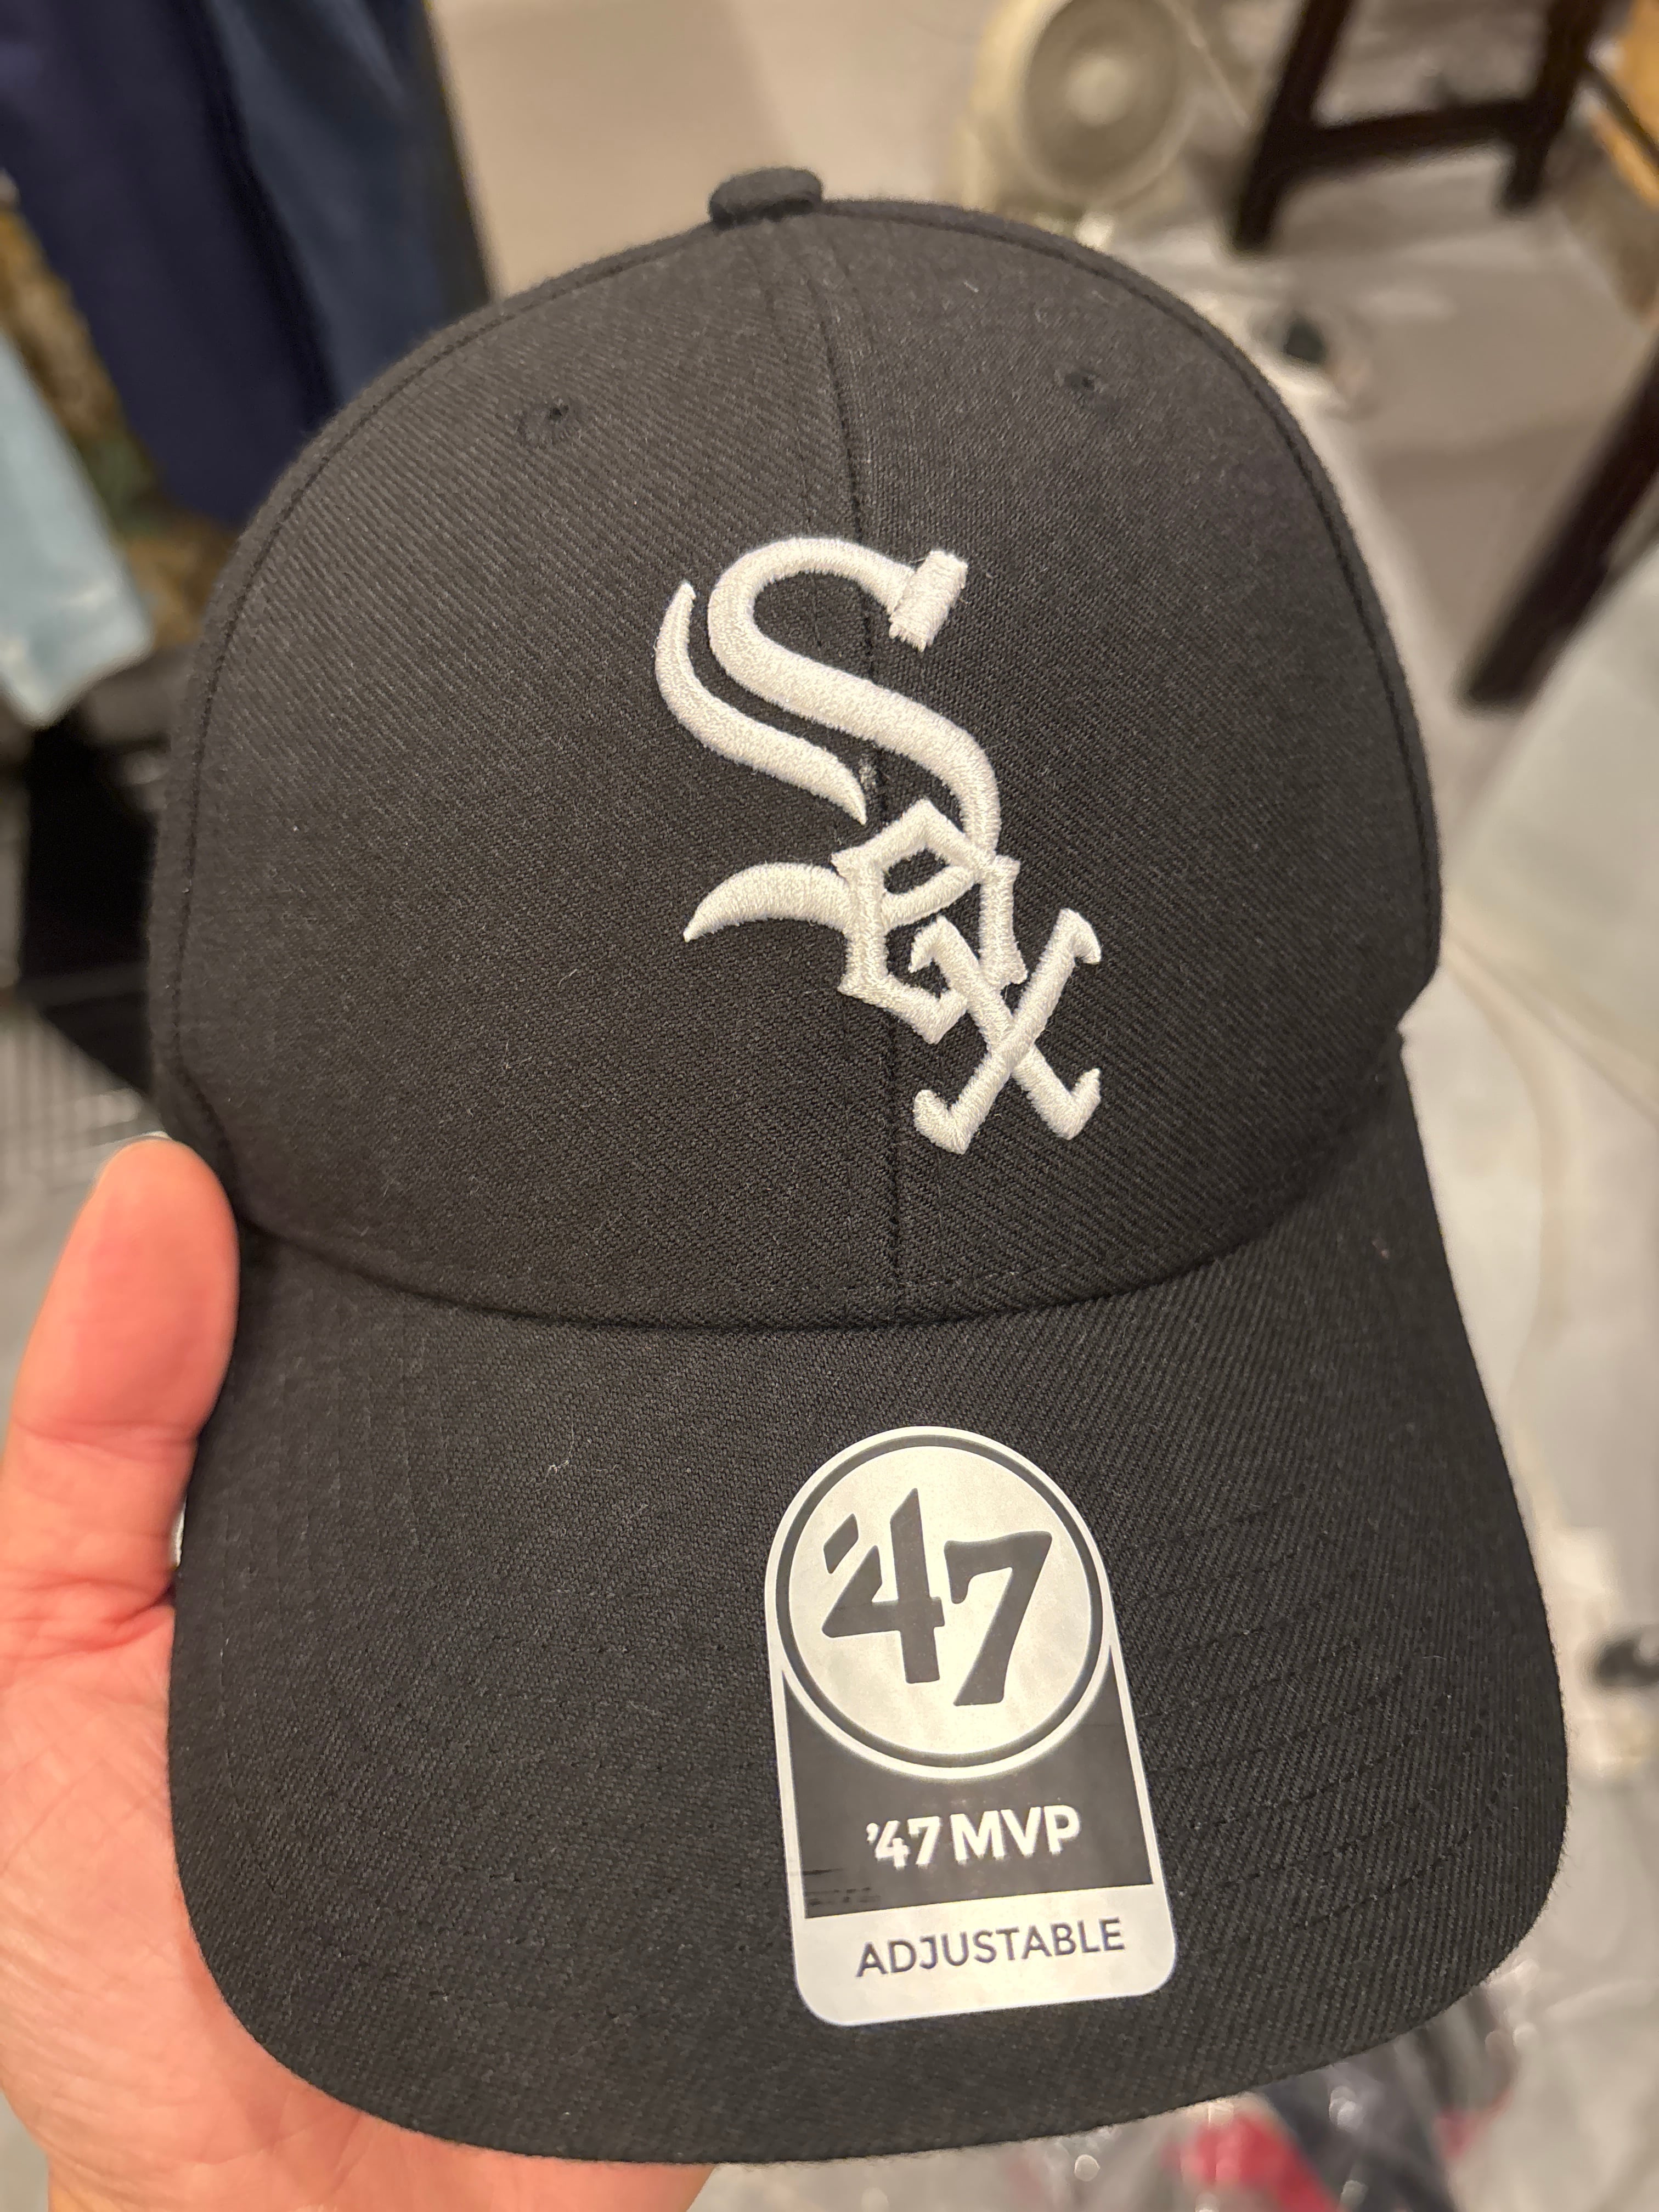 Sox
'47
'47 MVP
ADJUSTABLE